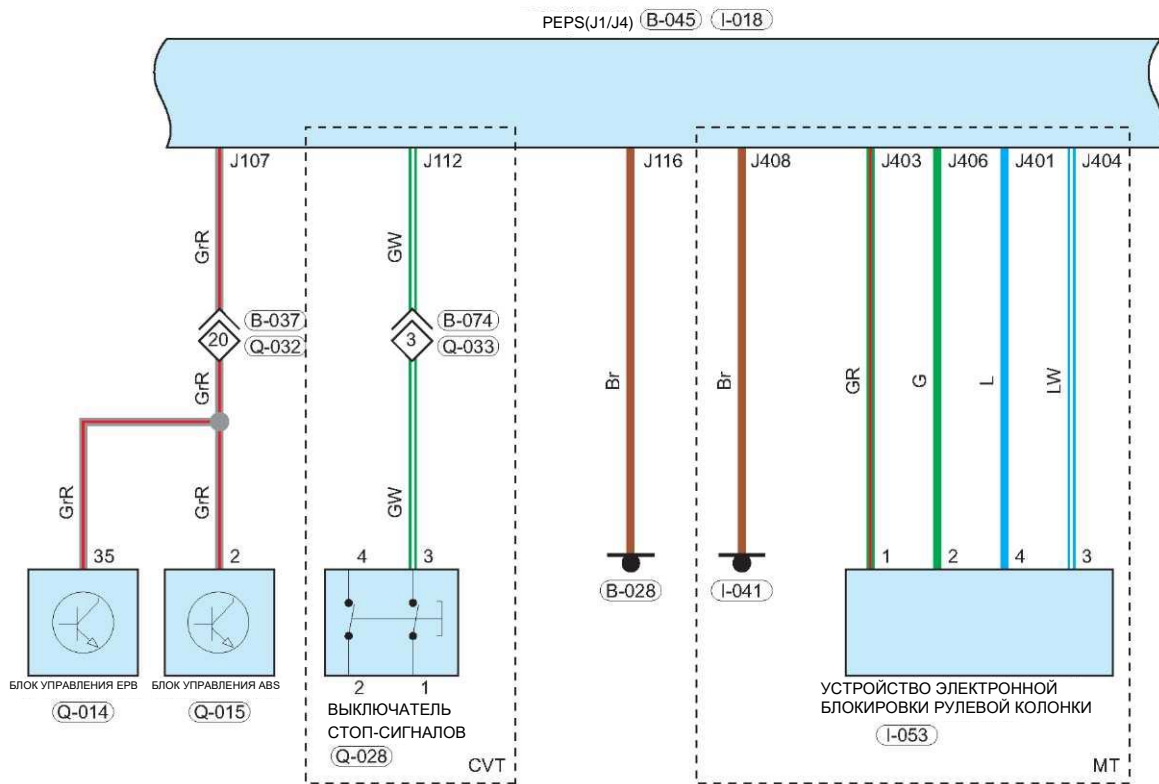 PEPS(J1/J4) B-045 I-018
J107 J112 J116 J408 J403 J406 J401 J404
GrR GW
20 B-037 Q-032
3 B-074 Q-033
GrR Br Br GR G L LW
GrR GrR GW
35 2 4 3 1 2 4 3
B-028 I-041
2 1
БЛОК УПРАВЛЕНИЯ EPB
Q-014
БЛОК УПРАВЛЕНИЯ ABS
Q-015
ВЫКЛЮЧАТЕЛЬ
СТОП-СИГНАЛОВ
Q-028
CVT
УСТРОЙСТВО ЭЛЕКТРОННОЙ
БЛОКИРОВКИ РУЛЕВОЙ КОЛОНКИ
I-053
MT